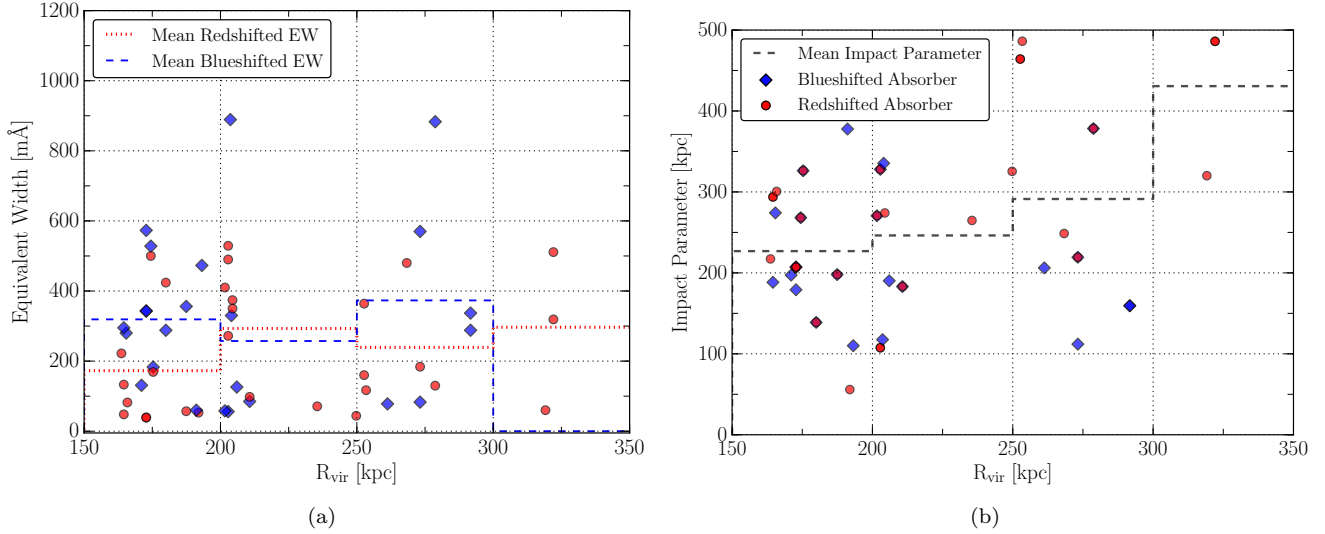 1200
1000
800
600
400
200
0
150
200
250
300
350
Equivalent Width [mÅ]
R_vir [kpc]
Mean Redshifted EW
Mean Blueshifted EW
(a)
500
400
300
200
100
0
150
200
250
300
350
Impact Parameter [kpc]
R_vir [kpc]
Mean Impact Parameter
Blueshifted Absorber
Redshifted Absorber
(b)